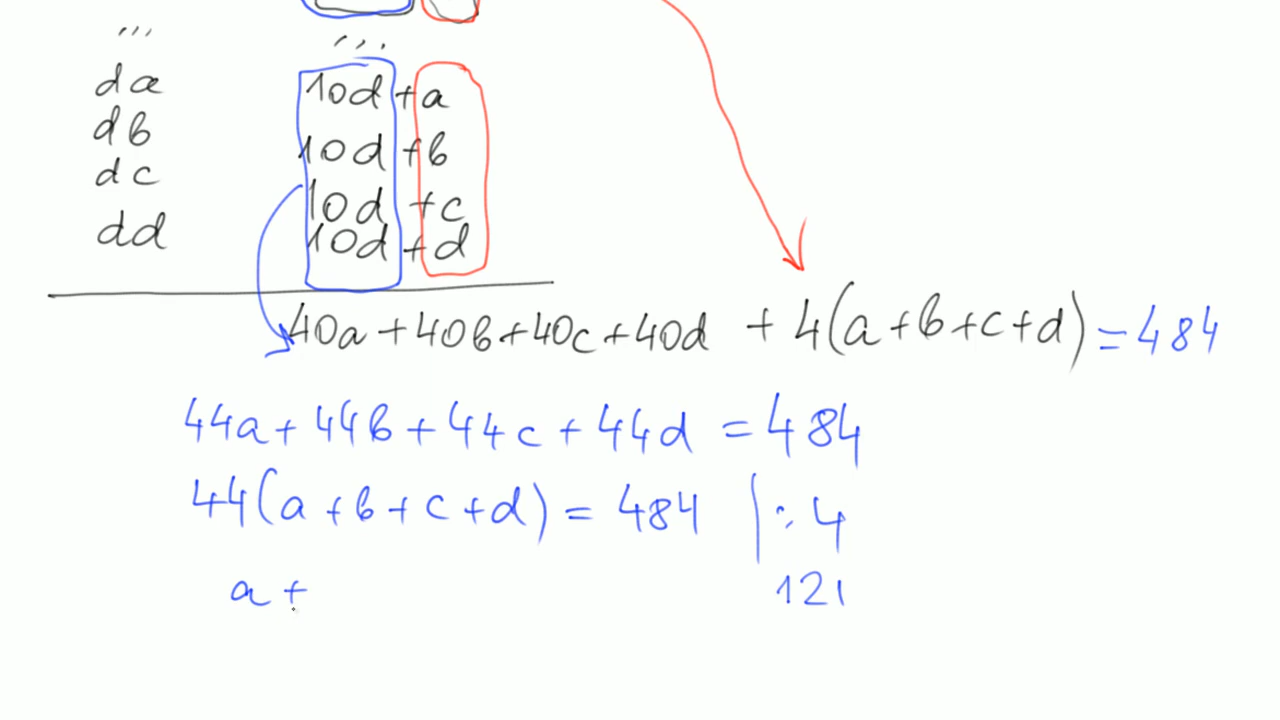 ,,,
,,.
da 10d + a
db 10d + b
dc 10d + c
dd 10d + d
40a + 40b + 40c + 40d + 4(a + b + c + d) = 484
44a + 44b + 44c + 44d = 484
44(a + b + c + d) = 484 | : 4
a + 121